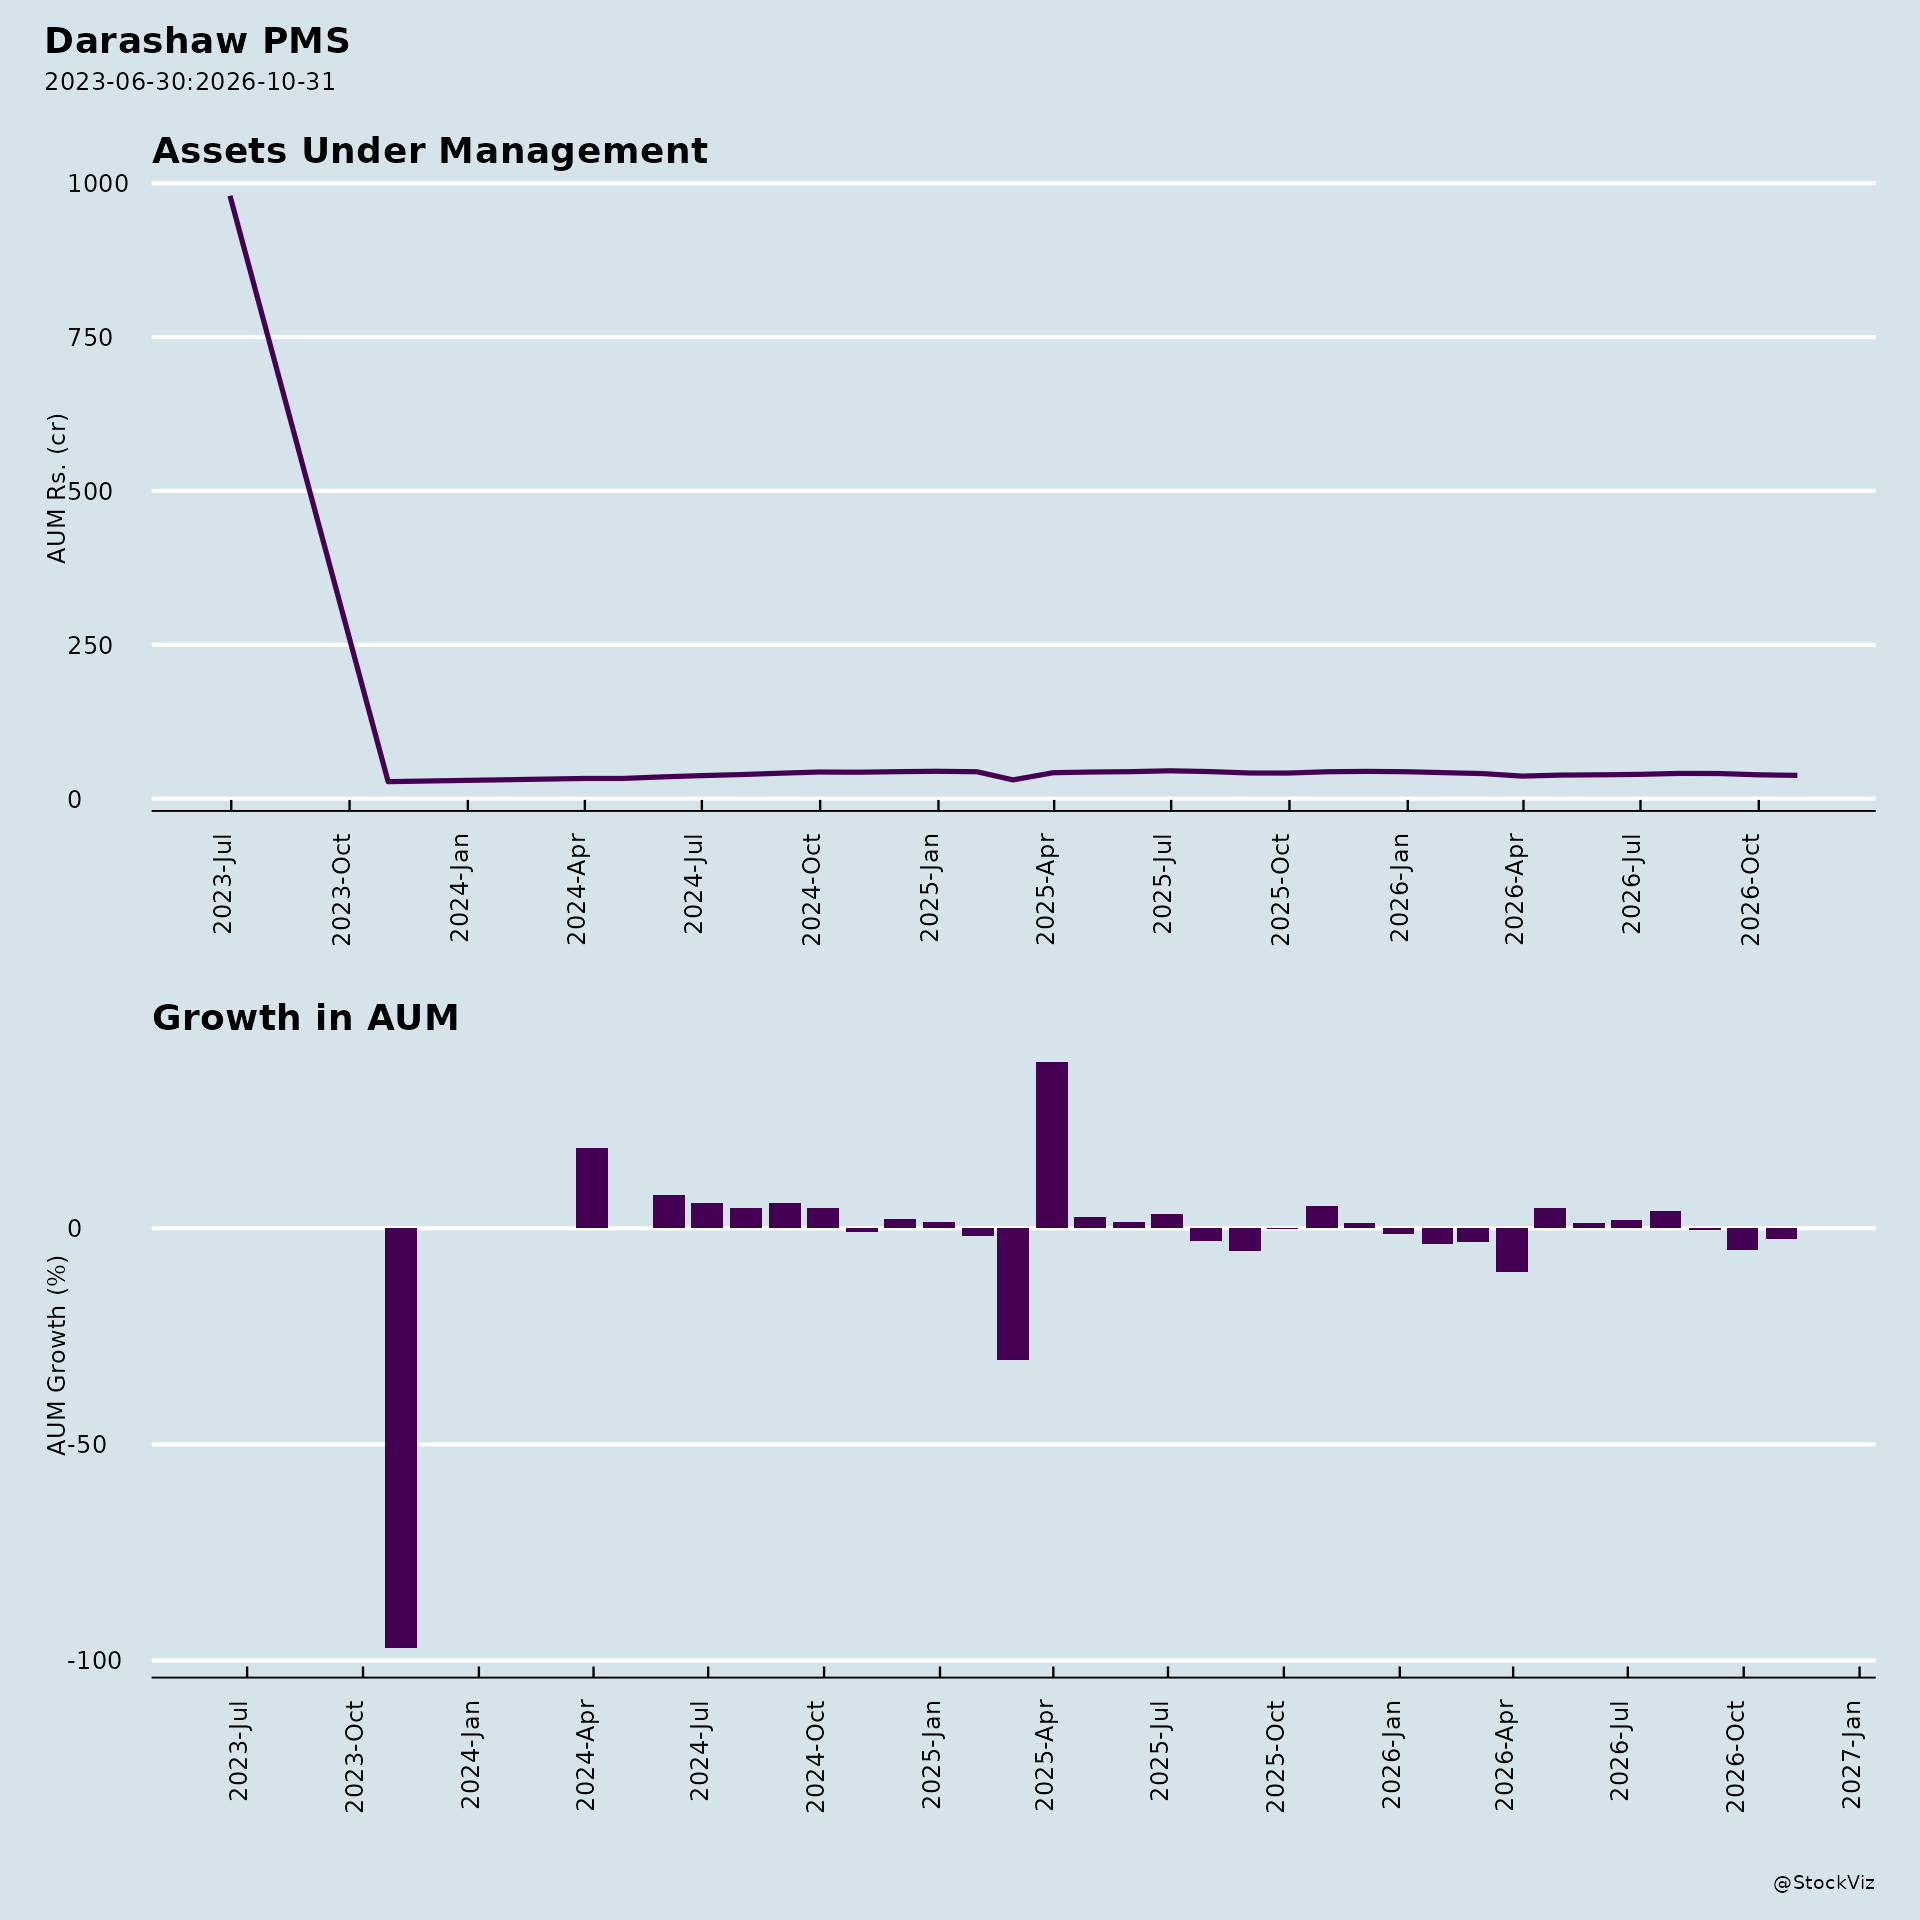 Darashaw PMS
2023-06-30:2026-10-31
Assets Under Management
1000
750
500
250
0
AUM Rs. (cr)
2023-Jul
2023-Oct
2024-Jan
2024-Apr
2024-Jul
2024-Oct
2025-Jan
2025-Apr
2025-Jul
2025-Oct
2026-Jan
2026-Apr
2026-Jul
2026-Oct
Growth in AUM
0
-50
-100
AUM Growth (%)
2023-Jul
2023-Oct
2024-Jan
2024-Apr
2024-Jul
2024-Oct
2025-Jan
2025-Apr
2025-Jul
2025-Oct
2026-Jan
2026-Apr
2026-Jul
2026-Oct
2027-Jan
@StockViz